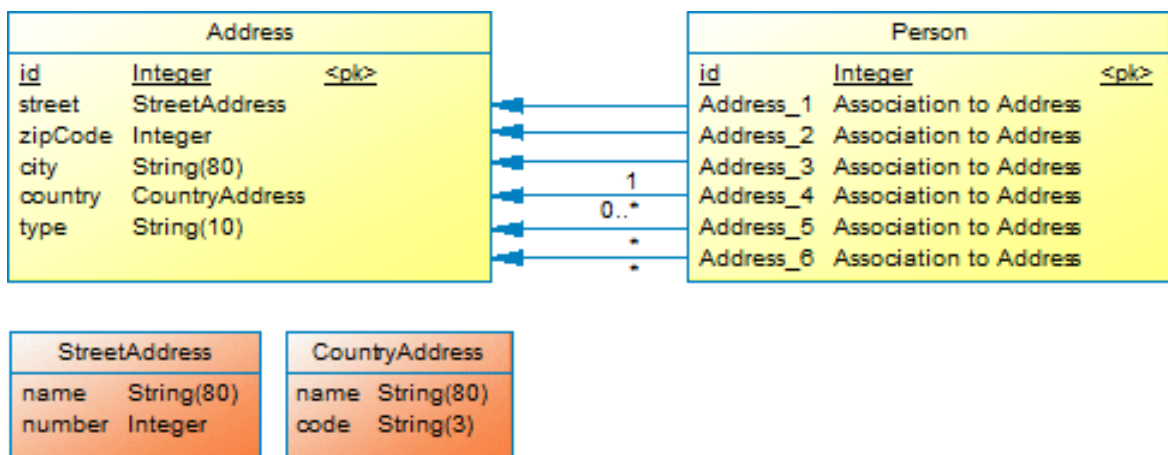 Address
id Integer <pk>
street StreetAddress
zipCode Integer
city String(80)
country CountryAddress
type String(10)
1
0..*
*
*
Person
id Integer <pk>
Address_1 Association to Address
Address_2 Association to Address
Address_3 Association to Address
Address_4 Association to Address
Address_5 Association to Address
Address_6 Association to Address
StreetAddress
name String(80)
number Integer
CountryAddress
name String(80)
code String(3)